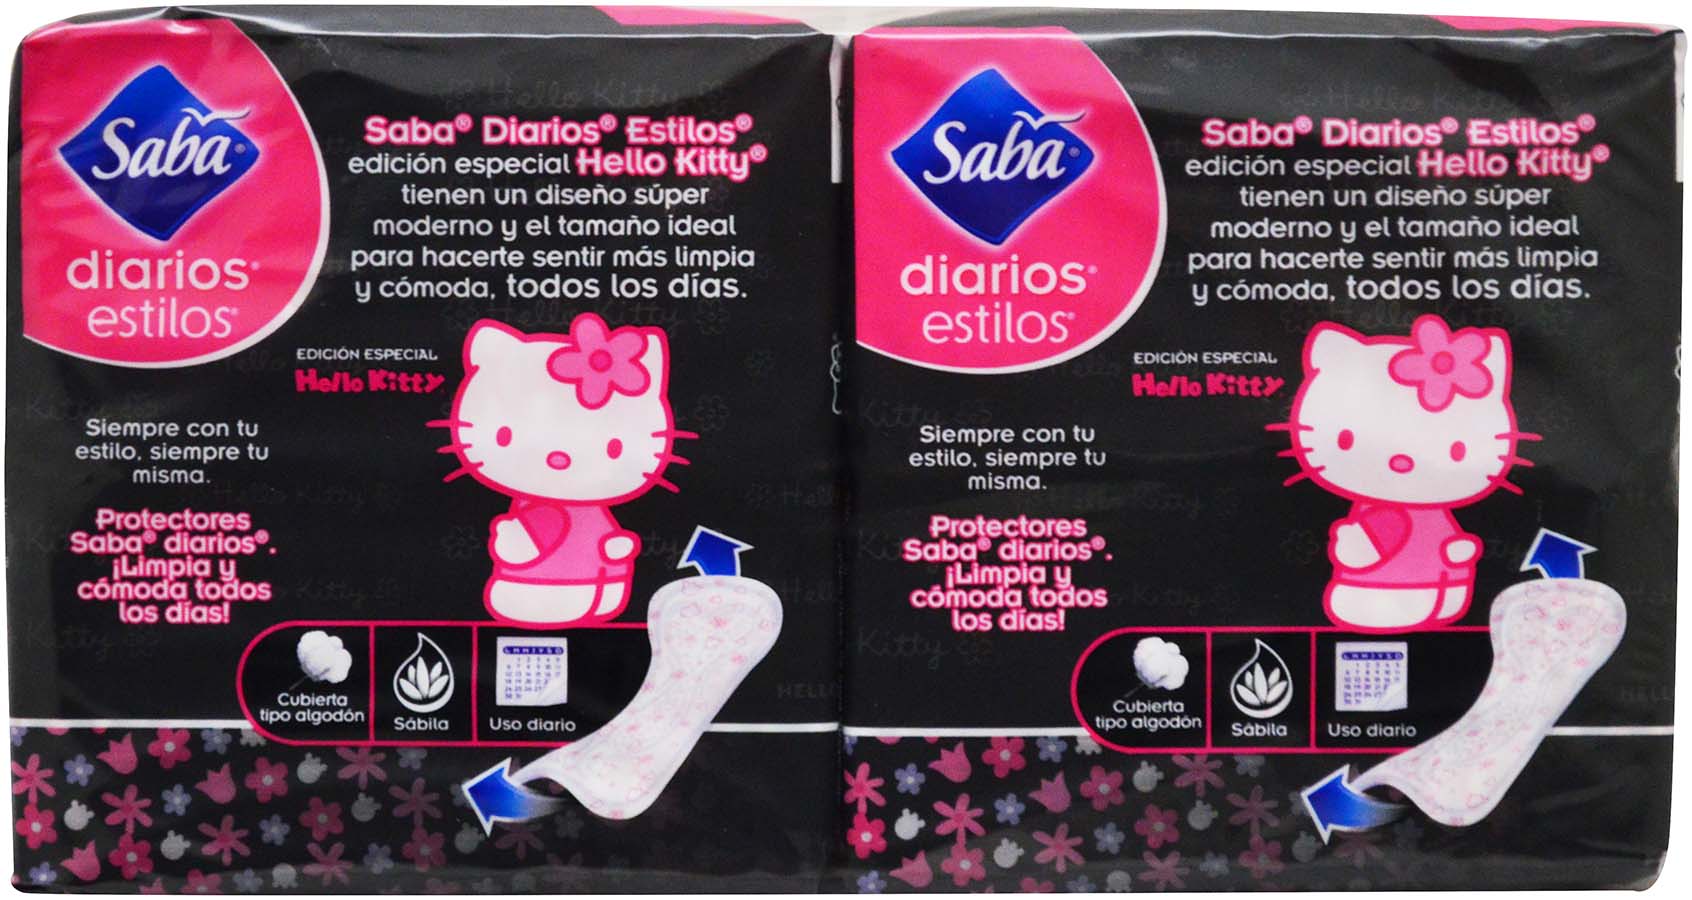 Saba®
diarios®
estilos®
Saba® Diarios® Estilos®
edición especial Hello Kitty®
tienen un diseño súper
moderno y el tamaño ideal
para hacerte sentir más limpia
y cómoda, todos los días.
EDICIÓN ESPECIAL
Hello Kitty
Siempre con tu
estilo, siempre tu
misma.
Protectores
Saba® diarios®.
¡Limpia y
cómoda todos
los días!
Cubierta
tipo algodón
Sábila
Uso diario
Saba®
diarios®
estilos®
Saba® Diarios® Estilos®
edición especial Hello Kitty®
tienen un diseño súper
moderno y el tamaño ideal
para hacerte sentir más limpia
y cómoda, todos los días.
EDICIÓN ESPECIAL
Hello Kitty
Siempre con tu
estilo, siempre tu
misma.
Protectores
Saba® diarios®.
¡Limpia y
cómoda todos
los días!
Cubierta
tipo algodón
Sábila
Uso diario